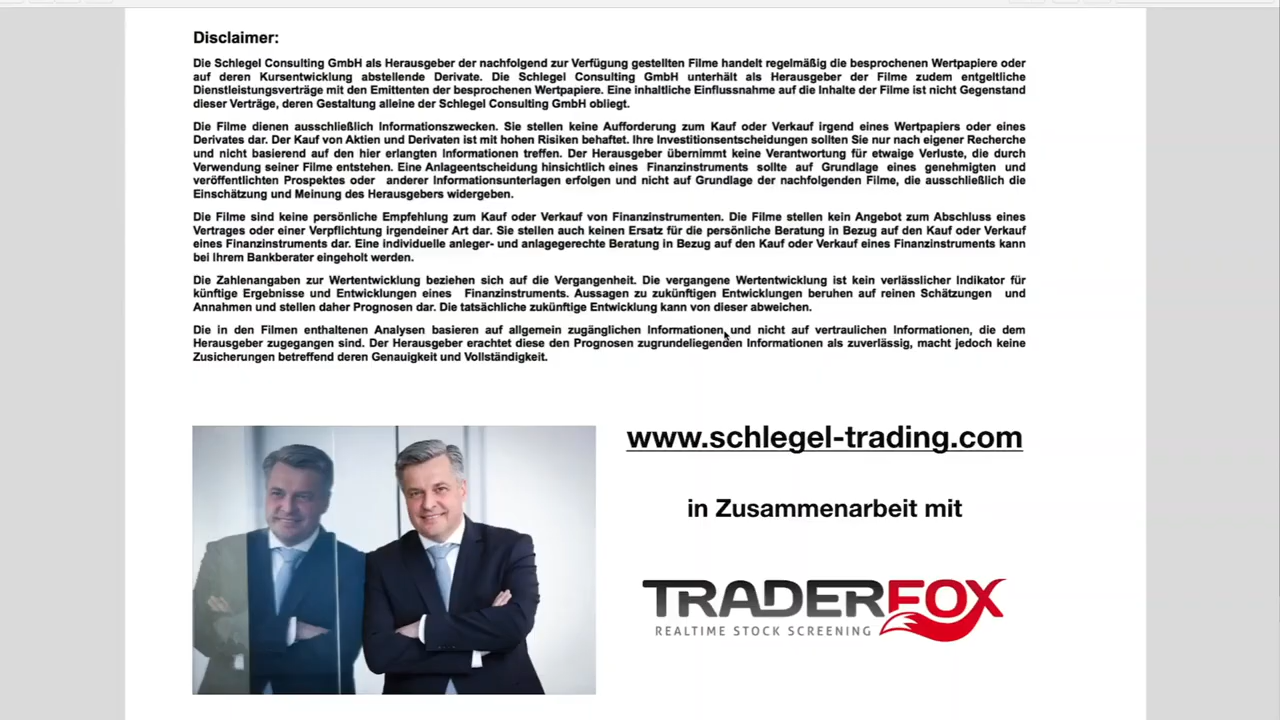 Disclaimer:
Die Schlegel Consulting GmbH als Herausgeber der nachfolgend zur Verfügung gestellten Filme handelt regelmäßig die besprochenen Wertpapiere oder
auf deren Kursentwicklung abstellende Derivate. Die Schlegel Consulting GmbH unterhält als Herausgeber der Filme zudem entgeltliche
Dienstleistungsverträge mit den Emittenten der besprochenen Wertpapiere. Eine inhaltliche Einflussnahme auf die Inhalte der Filme ist nicht Gegenstand
dieser Verträge, deren Gestaltung alleine der Schlegel Consulting GmbH obliegt.
Die Filme dienen ausschließlich Informationszwecken. Sie stellen keine Aufforderung zum Kauf oder Verkauf irgend eines Wertpapiers oder eines
Derivates dar. Der Kauf von Aktien und Derivaten ist mit hohen Risiken behaftet. Ihre Investitionsentscheidungen sollten Sie nur nach eigener Recherche
und nicht basierend auf den hier erlangten Informationen treffen. Der Herausgeber übernimmt keine Verantwortung für etwaige Verluste, die durch
Verwendung seiner Filme entstehen. Eine Anlageentscheidung hinsichtlich eines Finanzinstruments sollte auf Grundlage eines genehmigten und
veröffentlichten Prospektes oder anderer Informationsunterlagen erfolgen und nicht auf Grundlage der nachfolgenden Filme, die ausschließlich die
Einschätzung und Meinung des Herausgebers widergeben.
Die Filme sind keine persönliche Empfehlung zum Kauf oder Verkauf von Finanzinstrumenten. Die Filme stellen kein Angebot zum Abschluss eines
Vertrages oder einer Verpflichtung irgendeiner Art dar. Sie stellen auch keinen Ersatz für die persönliche Beratung in Bezug auf den Kauf oder Verkauf
eines Finanzinstruments dar. Eine individuelle anleger- und anlagegerechte Beratung in Bezug auf den Kauf oder Verkauf eines Finanzinstruments kann
bei Ihrem Bankberater eingeholt werden.
Die Zahlenangaben zur Wertentwicklung beziehen sich auf die Vergangenheit. Die vergangene Wertentwicklung ist kein verlässlicher Indikator für
künftige Ergebnisse und Entwicklungen eines Finanzinstruments. Aussagen zu zukünftigen Entwicklungen beruhen auf reinen Schätzungen und
Annahmen und stellen daher Prognosen dar. Die tatsächliche zukünftige Entwicklung kann von dieser abweichen.
Die in den Filmen enthaltenen Analysen basieren auf allgemein zugänglichen Informationen und nicht auf vertraulichen Informationen, die dem
Herausgeber zugegangen sind. Der Herausgeber erachtet diese den Prognosen zugrundeliegenden Informationen als zuverlässig, macht jedoch keine
Zusicherungen betreffend deren Genauigkeit und Vollständigkeit.
www.schlegel-trading.com
in Zusammenarbeit mit
TRADERFOX
REALTIME STOCK SCREENING